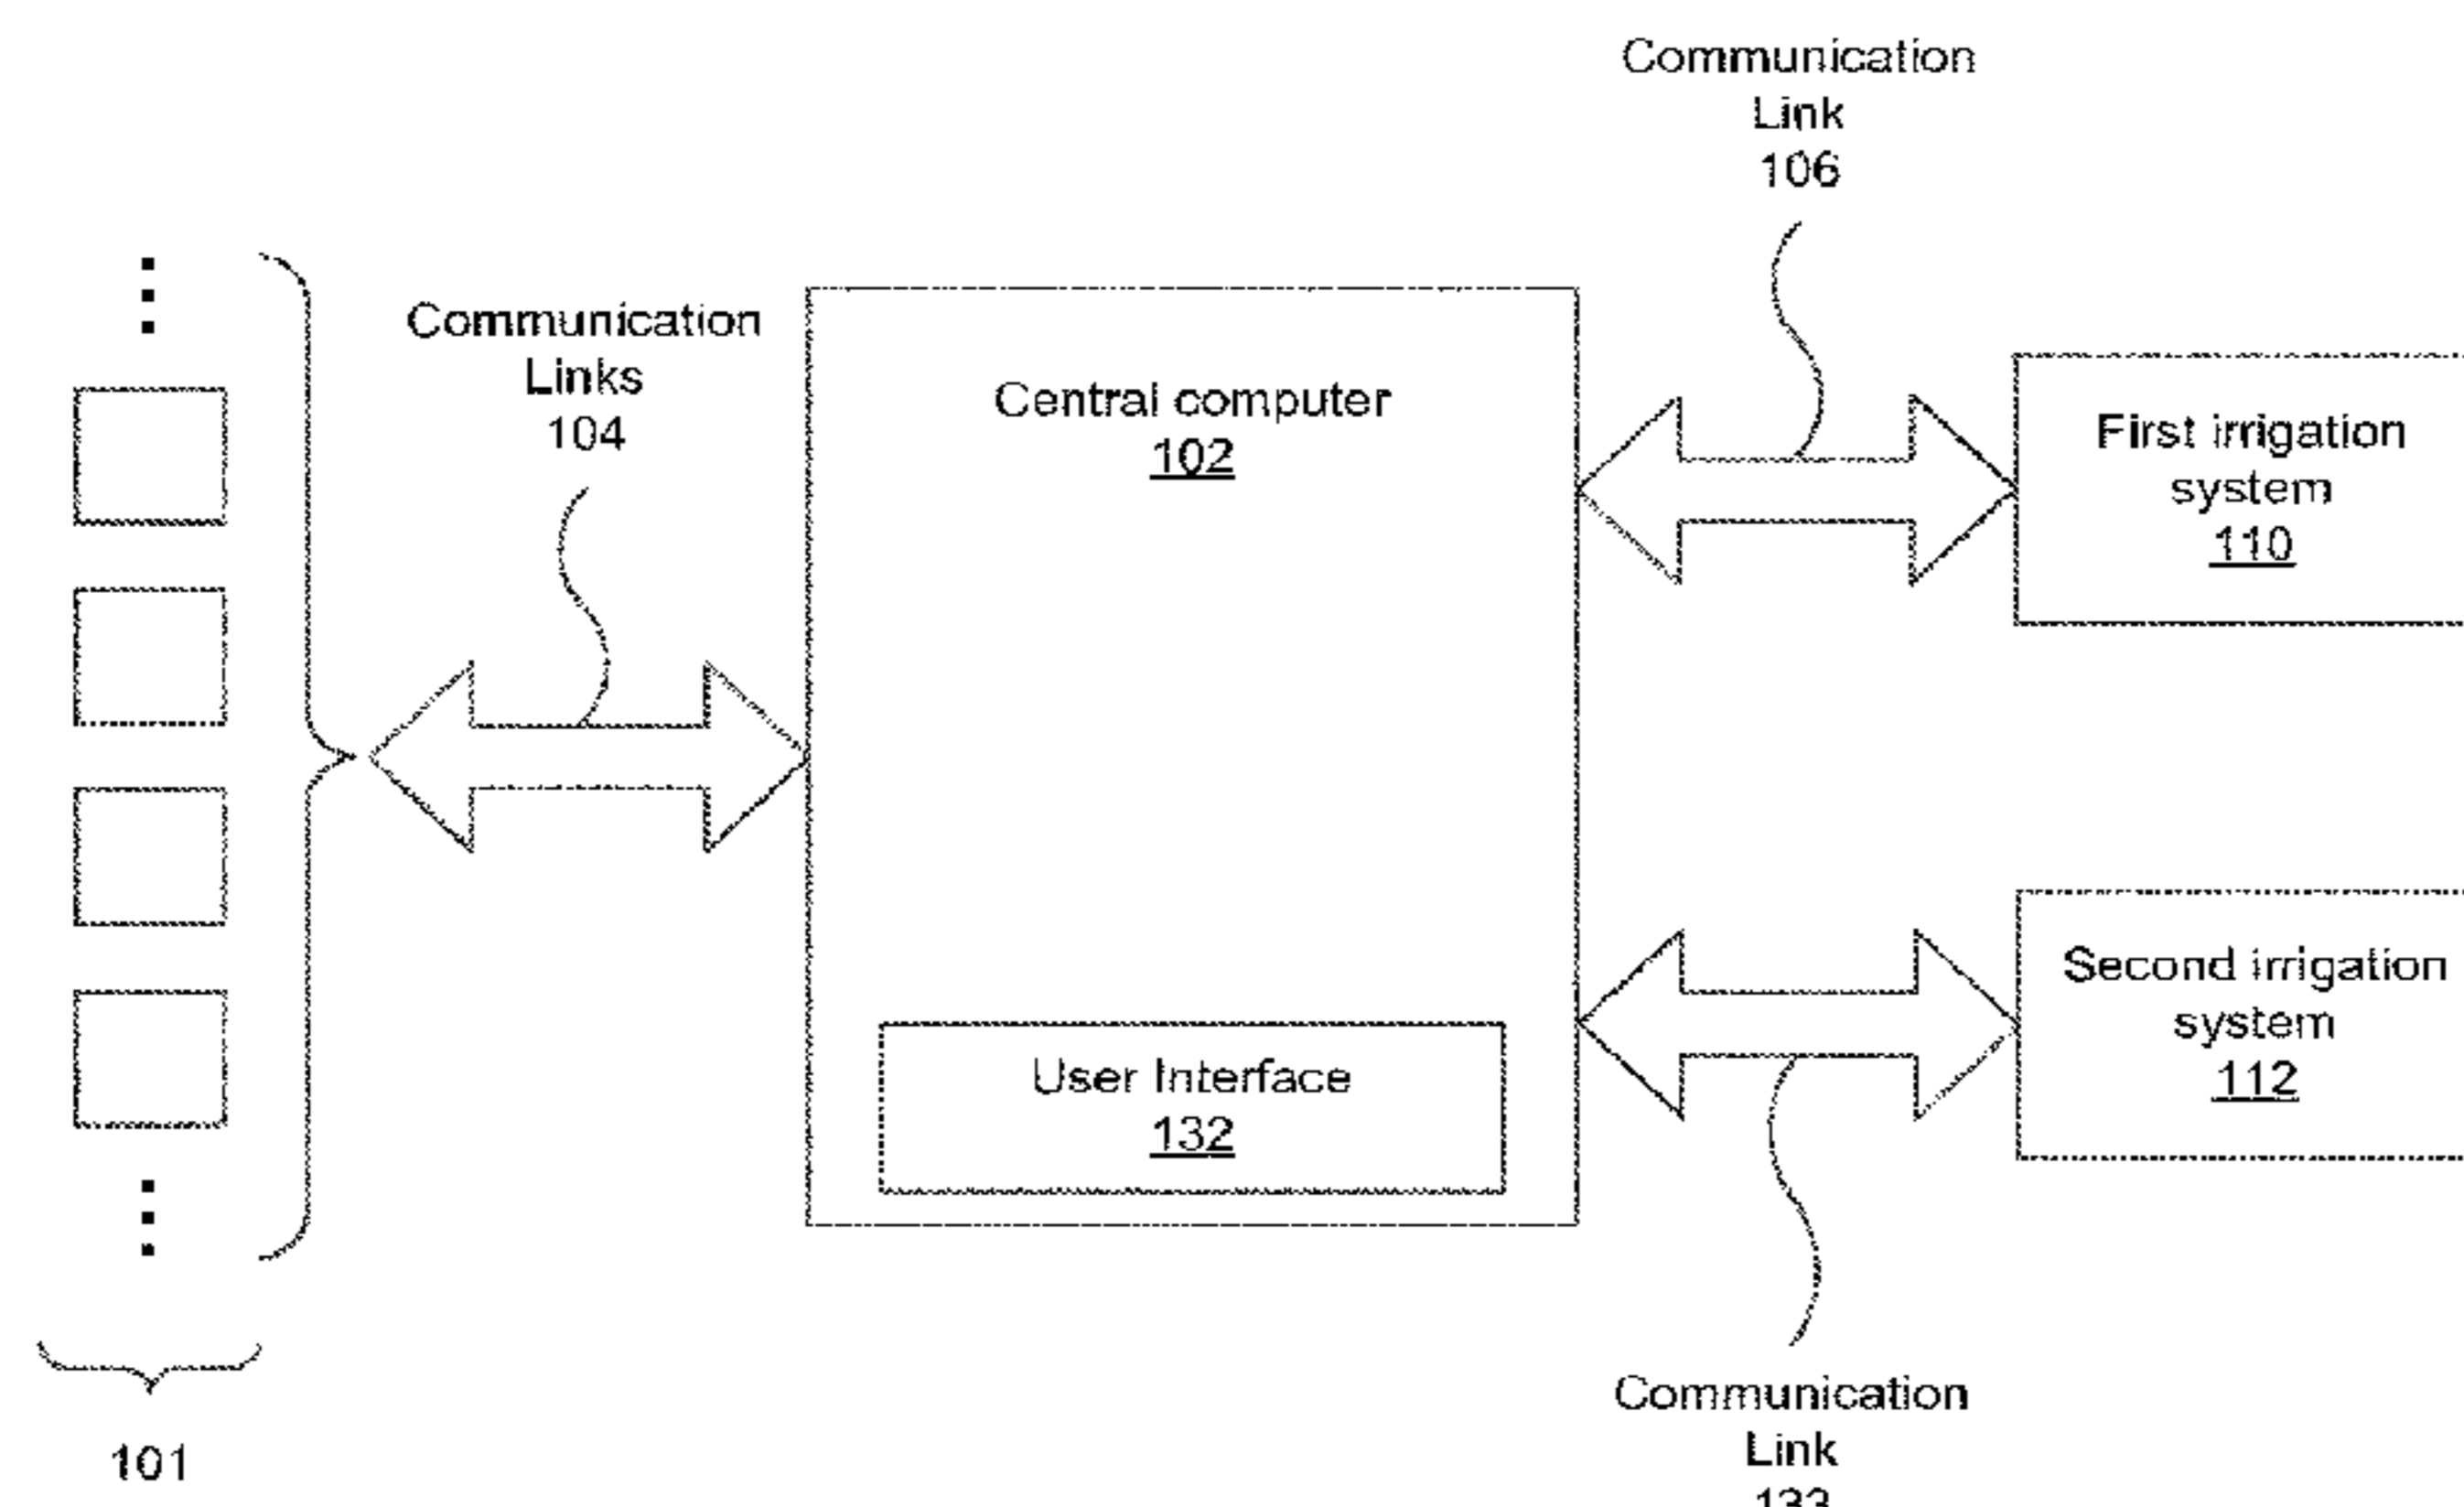 Communication
Link
106
Communication
Links
104
Central computer
102
First irrigation
system
110
Second irrigation
system
112
User Interface
132
Communication
Link
133
101